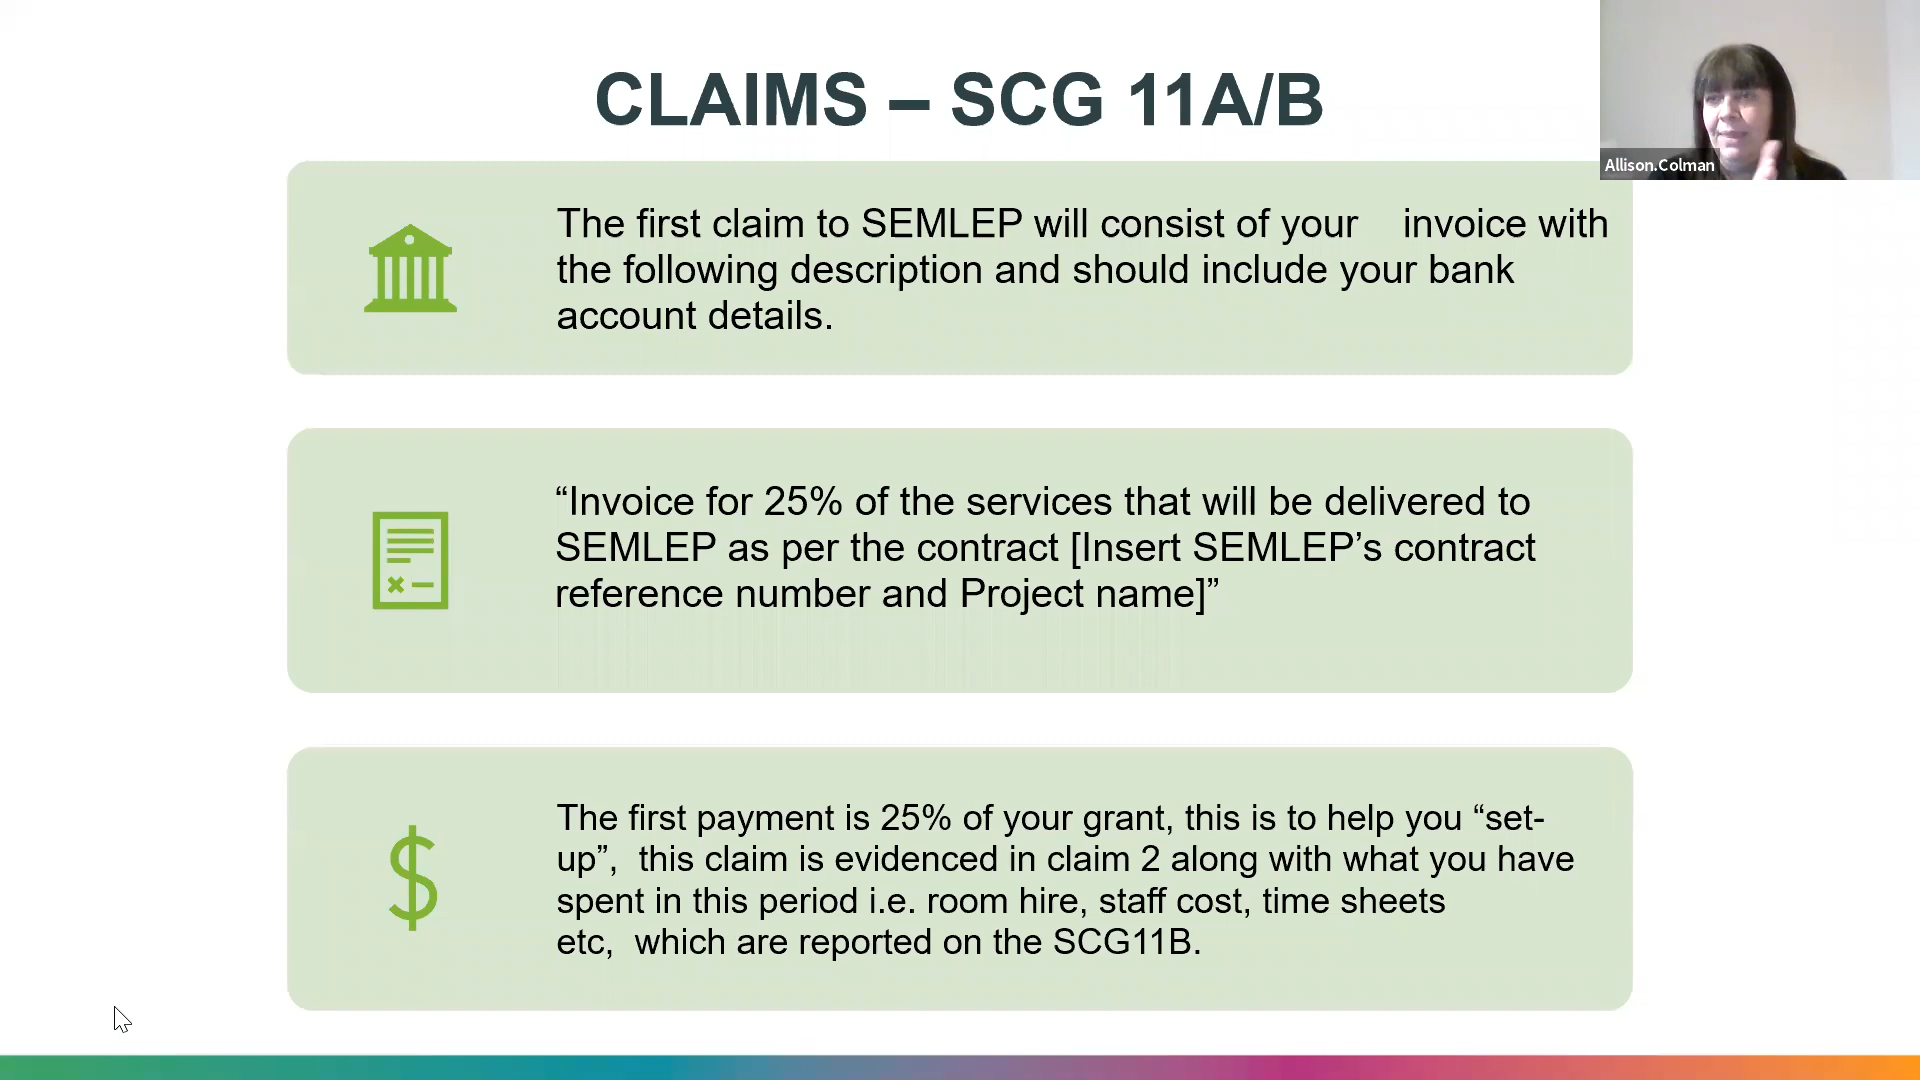 CLAIMS – SCG 11A/B
Allison.Colman
The first claim to SEMLEP will consist of your    invoice with
the following description and should include your bank
account details.
“Invoice for 25% of the services that will be delivered to
SEMLEP as per the contract [Insert SEMLEP’s contract
reference number and Project name]”
The first payment is 25% of your grant, this is to help you “set-
up”,  this claim is evidenced in claim 2 along with what you have
spent in this period i.e. room hire, staff cost, time sheets
etc,  which are reported on the SCG11B.